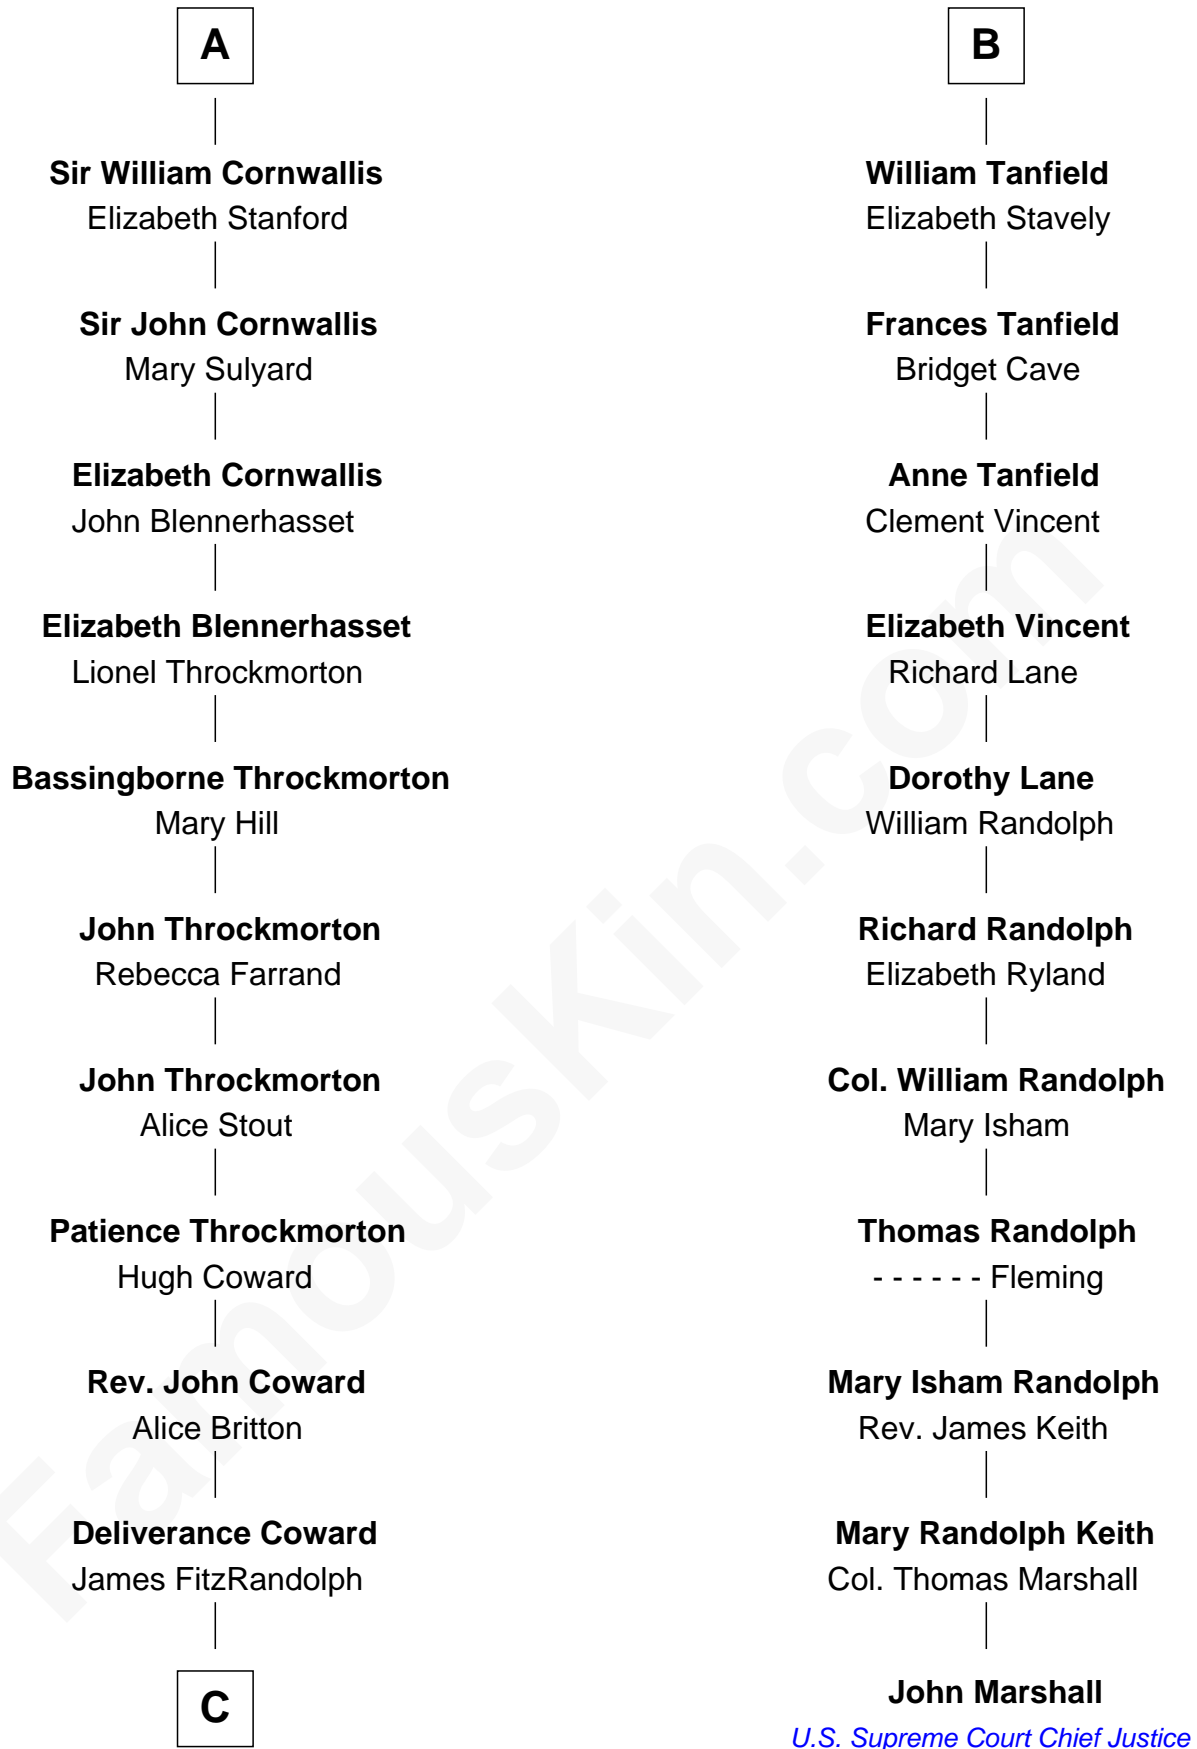 A
Sir William Cornwallis
Elizabeth Stanford
Sir John Cornwallis
Mary Sulyard
Elizabeth Cornwallis
John Blennerhasset
Elizabeth Blennerhasset
Lionel Throckmorton
Bassingborne Throckmorton
Mary Hill
John Throckmorton
Rebecca Farrand
John Throckmorton
Alice Stout
Patience Throckmorton
Hugh Coward
Rev. John Coward
Alice Britton
Deliverance Coward
James FitzRandolph
C
B
William Tanfield
Elizabeth Stavely
Frances Tanfield
Bridget Cave
Anne Tanfield
Clement Vincent
Elizabeth Vincent
Richard Lane
Dorothy Lane
William Randolph
Richard Randolph
Elizabeth Ryland
Col. William Randolph
Mary Isham
Thomas Randolph
- - - - - - Fleming
Mary Isham Randolph
Rev. James Keith
Mary Randolph Keith
Col. Thomas Marshall
John Marshall
U.S. Supreme Court Chief Justice
FamousKin.com